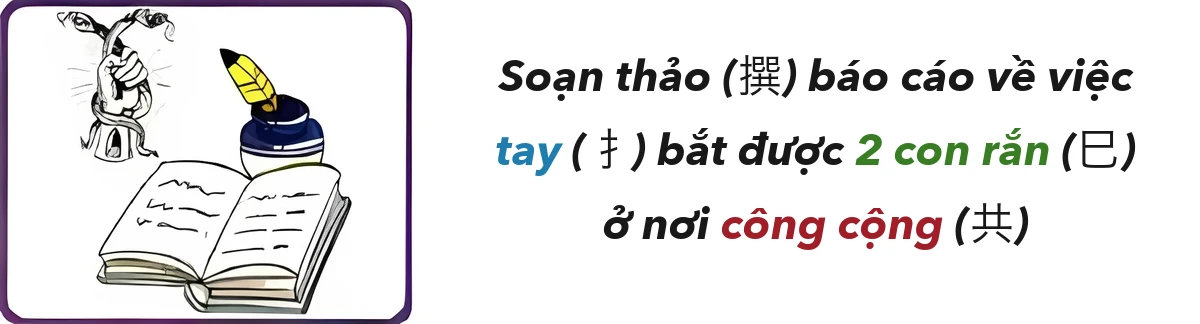 Soạn thảo (撰) báo cáo về việc
tay (扌) bắt được 2 con rắn (巳)
ở nơi công cộng (共)